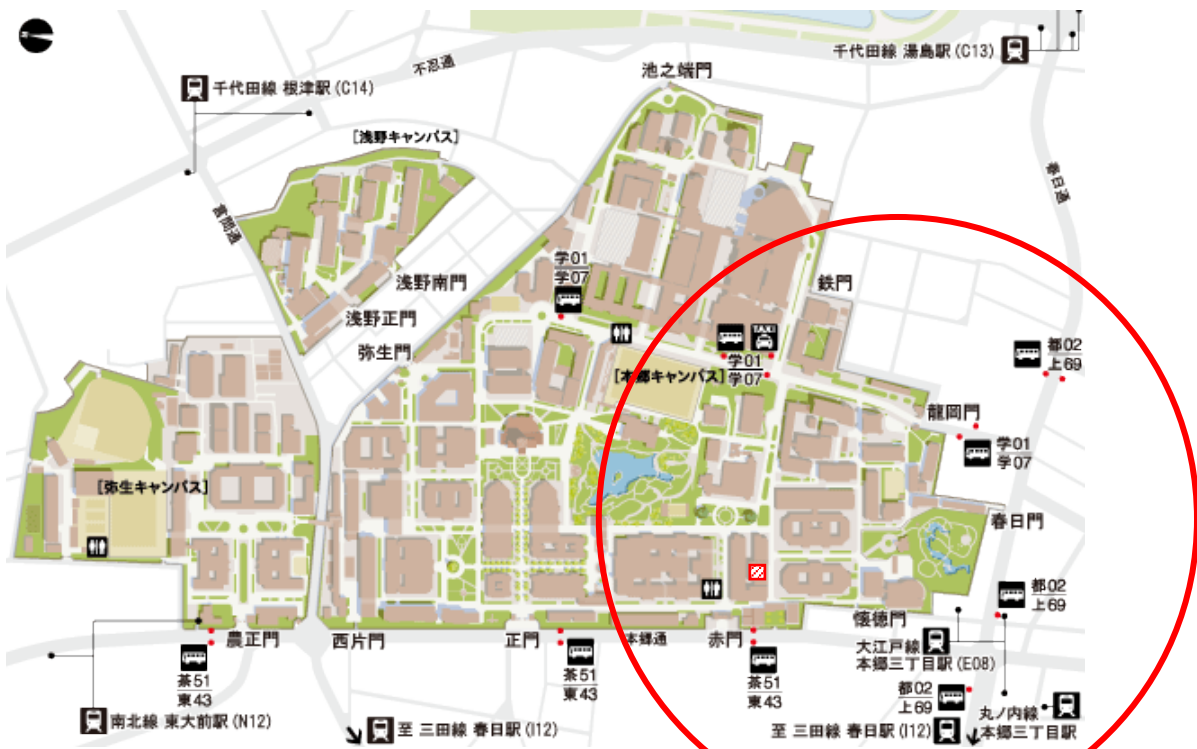 千代田線 湯島駅 (C13)
不忍通
池之端門
千代田線 根津駅 (C14)
[浅野キャンパス]
春日通
言問通
学01
学07
浅野南門
鉄門
浅野正門
弥生門
TAXI
学01
学07
[本郷キャンパス]
都02
上69
龍岡門
学01
学07
[弥生キャンパス]
春日門
都02
上69
懐徳門
農正門
西片門
正門
本郷通
赤門
大江戸線
本郷三丁目駅 (E08)
茶51
東43
茶51
東43
茶51
東43
都02
上69
南北線 東大前駅 (N12)
至 三田線 春日駅 (I12)
至 三田線 春日駅 (I12)
丸ノ内線
本郷三丁目駅